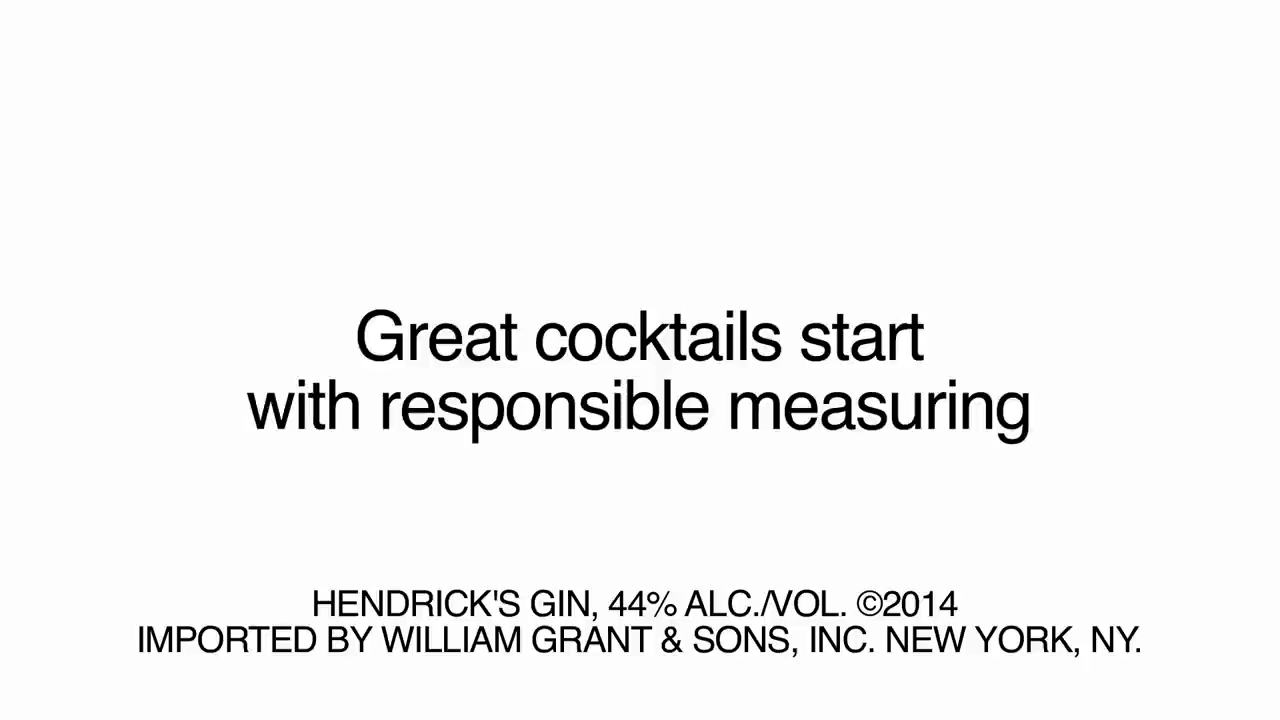 Great cocktails start
with responsible measuring
HENDRICK'S GIN, 44% ALC./VOL. ©2014
IMPORTED BY WILLIAM GRANT & SONS, INC. NEW YORK, NY.